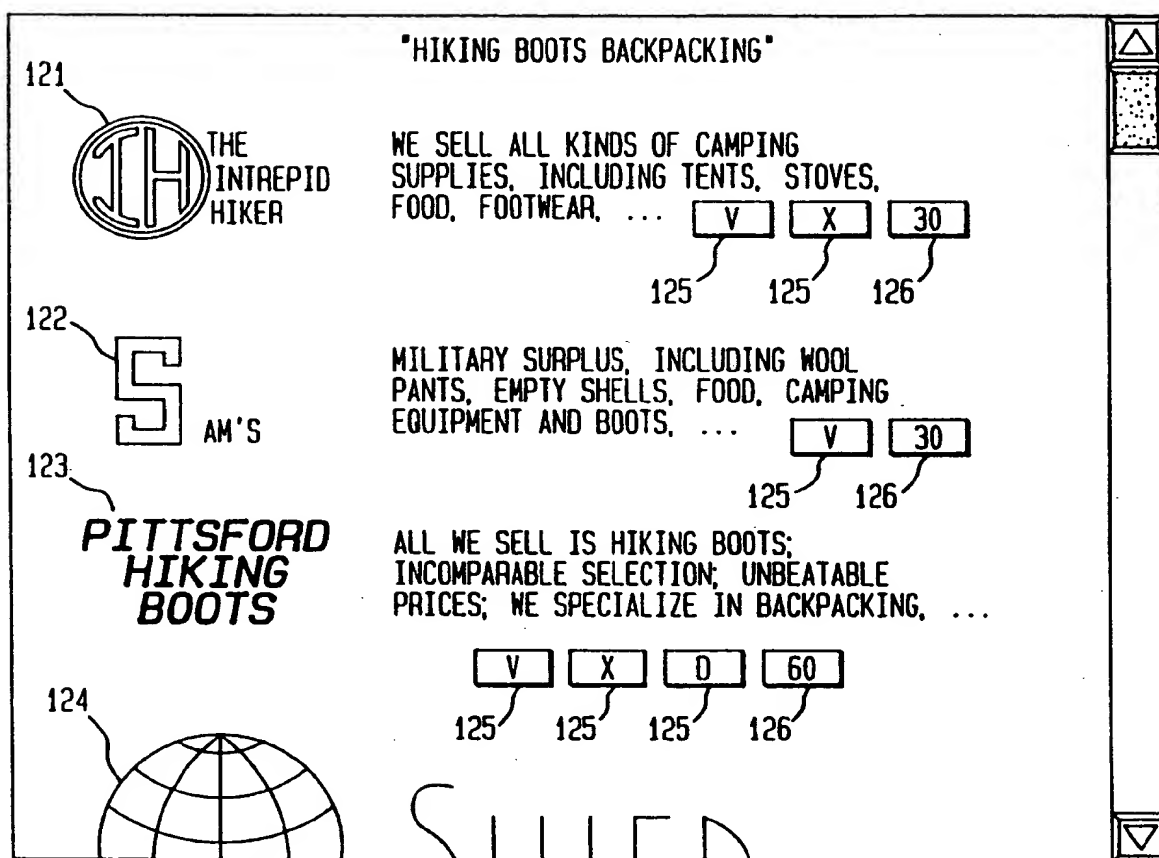 "HIKING BOOTS BACKPACKING"
121
IH THE
INTREPID
HIKER
WE SELL ALL KINDS OF CAMPING
SUPPLIES, INCLUDING TENTS, STOVES,
FOOD, FOOTWEAR, ...
V X 30
125 125 126
122
S AM'S
MILITARY SURPLUS, INCLUDING WOOL
PANTS, EMPTY SHELLS, FOOD, CAMPING
EQUIPMENT AND BOOTS, ...
V 30
125 126
123
PITTSFORD
HIKING
BOOTS
ALL WE SELL IS HIKING BOOTS;
INCOMPARABLE SELECTION; UNBEATABLE
PRICES; WE SPECIALIZE IN BACKPACKING, ...
V X D 60
125 125 125 126
124